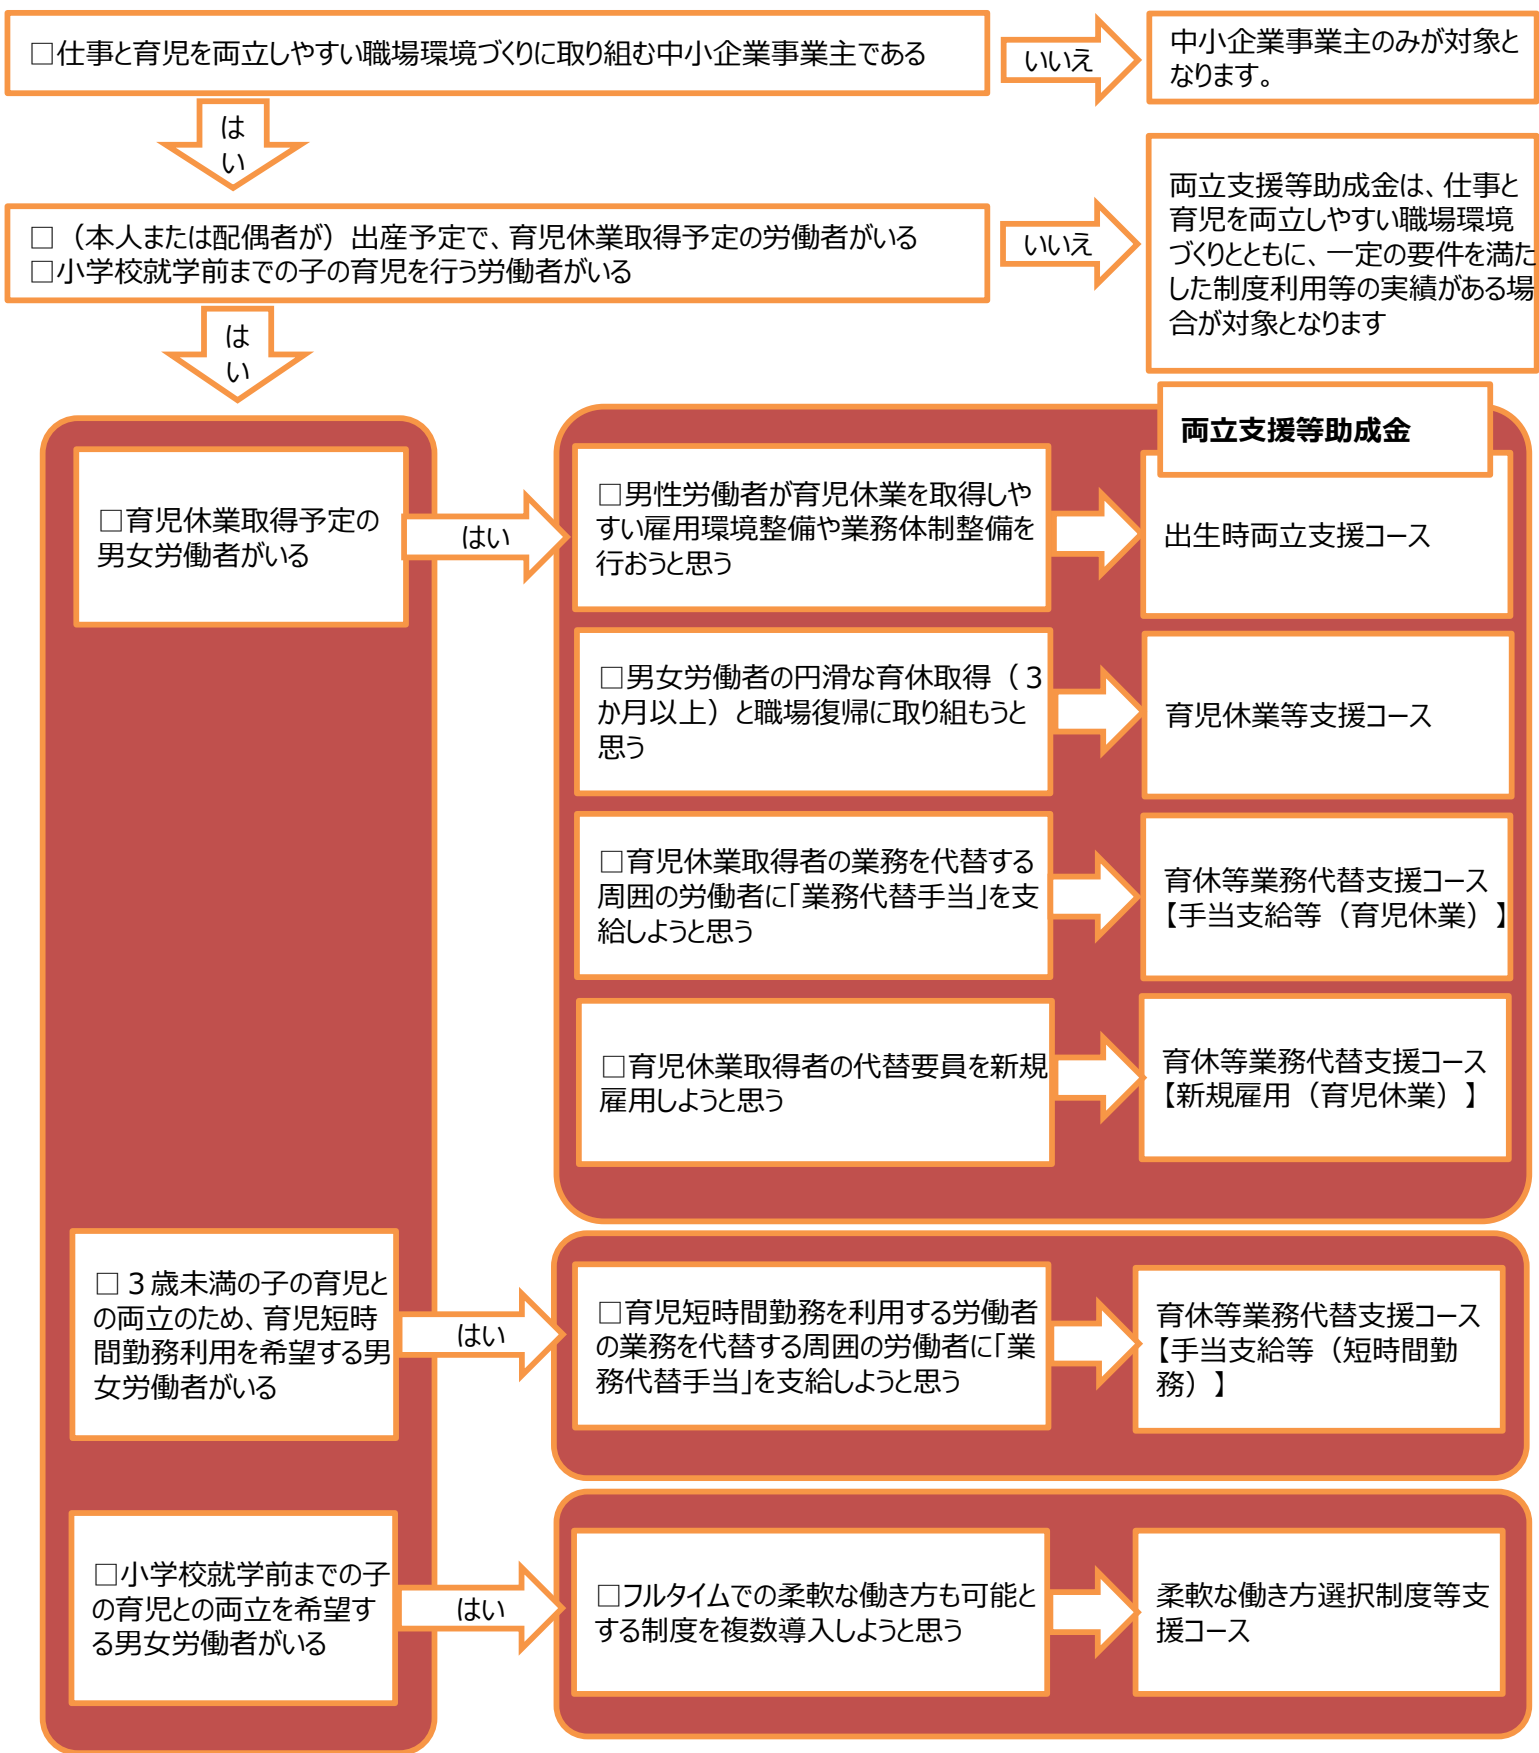 □仕事と育児を両立しやすい職場環境づくりに取り組む中小企業事業主である
いいえ
中小企業事業主のみが対象と
なります。
は
い
□（本人または配偶者が）出産予定で、育児休業取得予定の労働者がいる
□小学校就学前までの子の育児を行う労働者がいる
いいえ
両立支援等助成金は、仕事と
育児を両立しやすい職場環境
づくりとともに、一定の要件を満た
した制度利用等の実績がある場
合が対象となります
は
い
両立支援等助成金
□育児休業取得予定の
男女労働者がいる
はい
□男性労働者が育児休業を取得しや
すい雇用環境整備や業務体制整備を
行おうと思う
出生時両立支援コース
□男女労働者の円滑な育休取得（３
か月以上）と職場復帰に取り組もうと
思う
育児休業等支援コース
□育児休業取得者の業務を代替する
周囲の労働者に「業務代替手当」を支
給しようと思う
育休等業務代替支援コース
【手当支給等（育児休業）】
□育児休業取得者の代替要員を新規
雇用しようと思う
育休等業務代替支援コース
【新規雇用（育児休業）】
□３歳未満の子の育児と
の両立のため、育児短時
間勤務利用を希望する男
女労働者がいる
はい
□育児短時間勤務を利用する労働者
の業務を代替する周囲の労働者に「業
務代替手当」を支給しようと思う
育休等業務代替支援コース
【手当支給等（短時間勤
務）】
□小学校就学前までの子
の育児との両立を希望す
る男女労働者がいる
はい
□フルタイムでの柔軟な働き方も可能と
する制度を複数導入しようと思う
柔軟な働き方選択制度等支
援コース